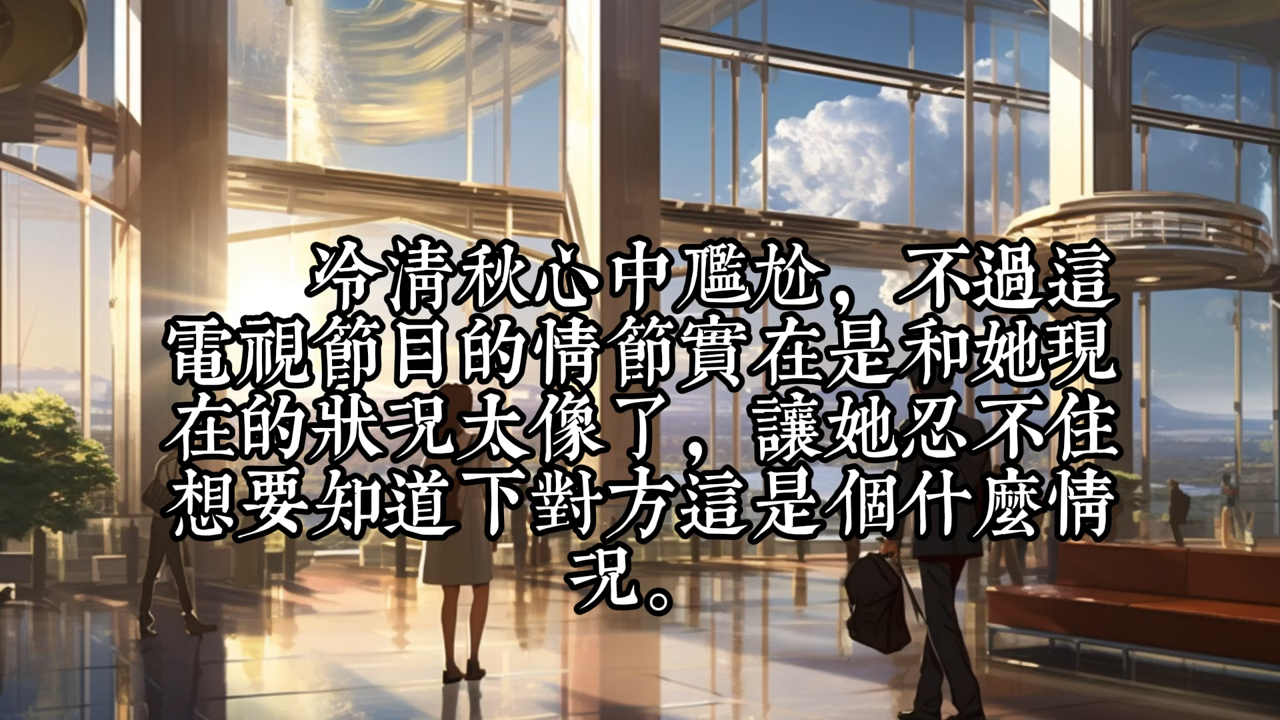 冷清秋心中尷尬，不過這
電視節目的情節實在是和她現
在的狀況太像了，讓她忍不住
想要知道下對方這是個什麼情
況。